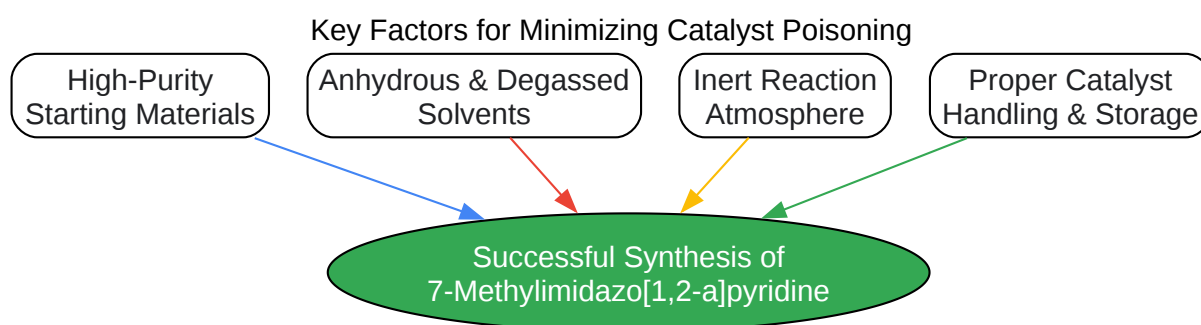 Key Factors for Minimizing Catalyst Poisoning
High-Purity
Starting Materials
Anhydrous & Degassed
Solvents
Inert Reaction
Atmosphere
Proper Catalyst
Handling & Storage
Successful Synthesis of
7-Methylimidazo[1,2-a]pyridine